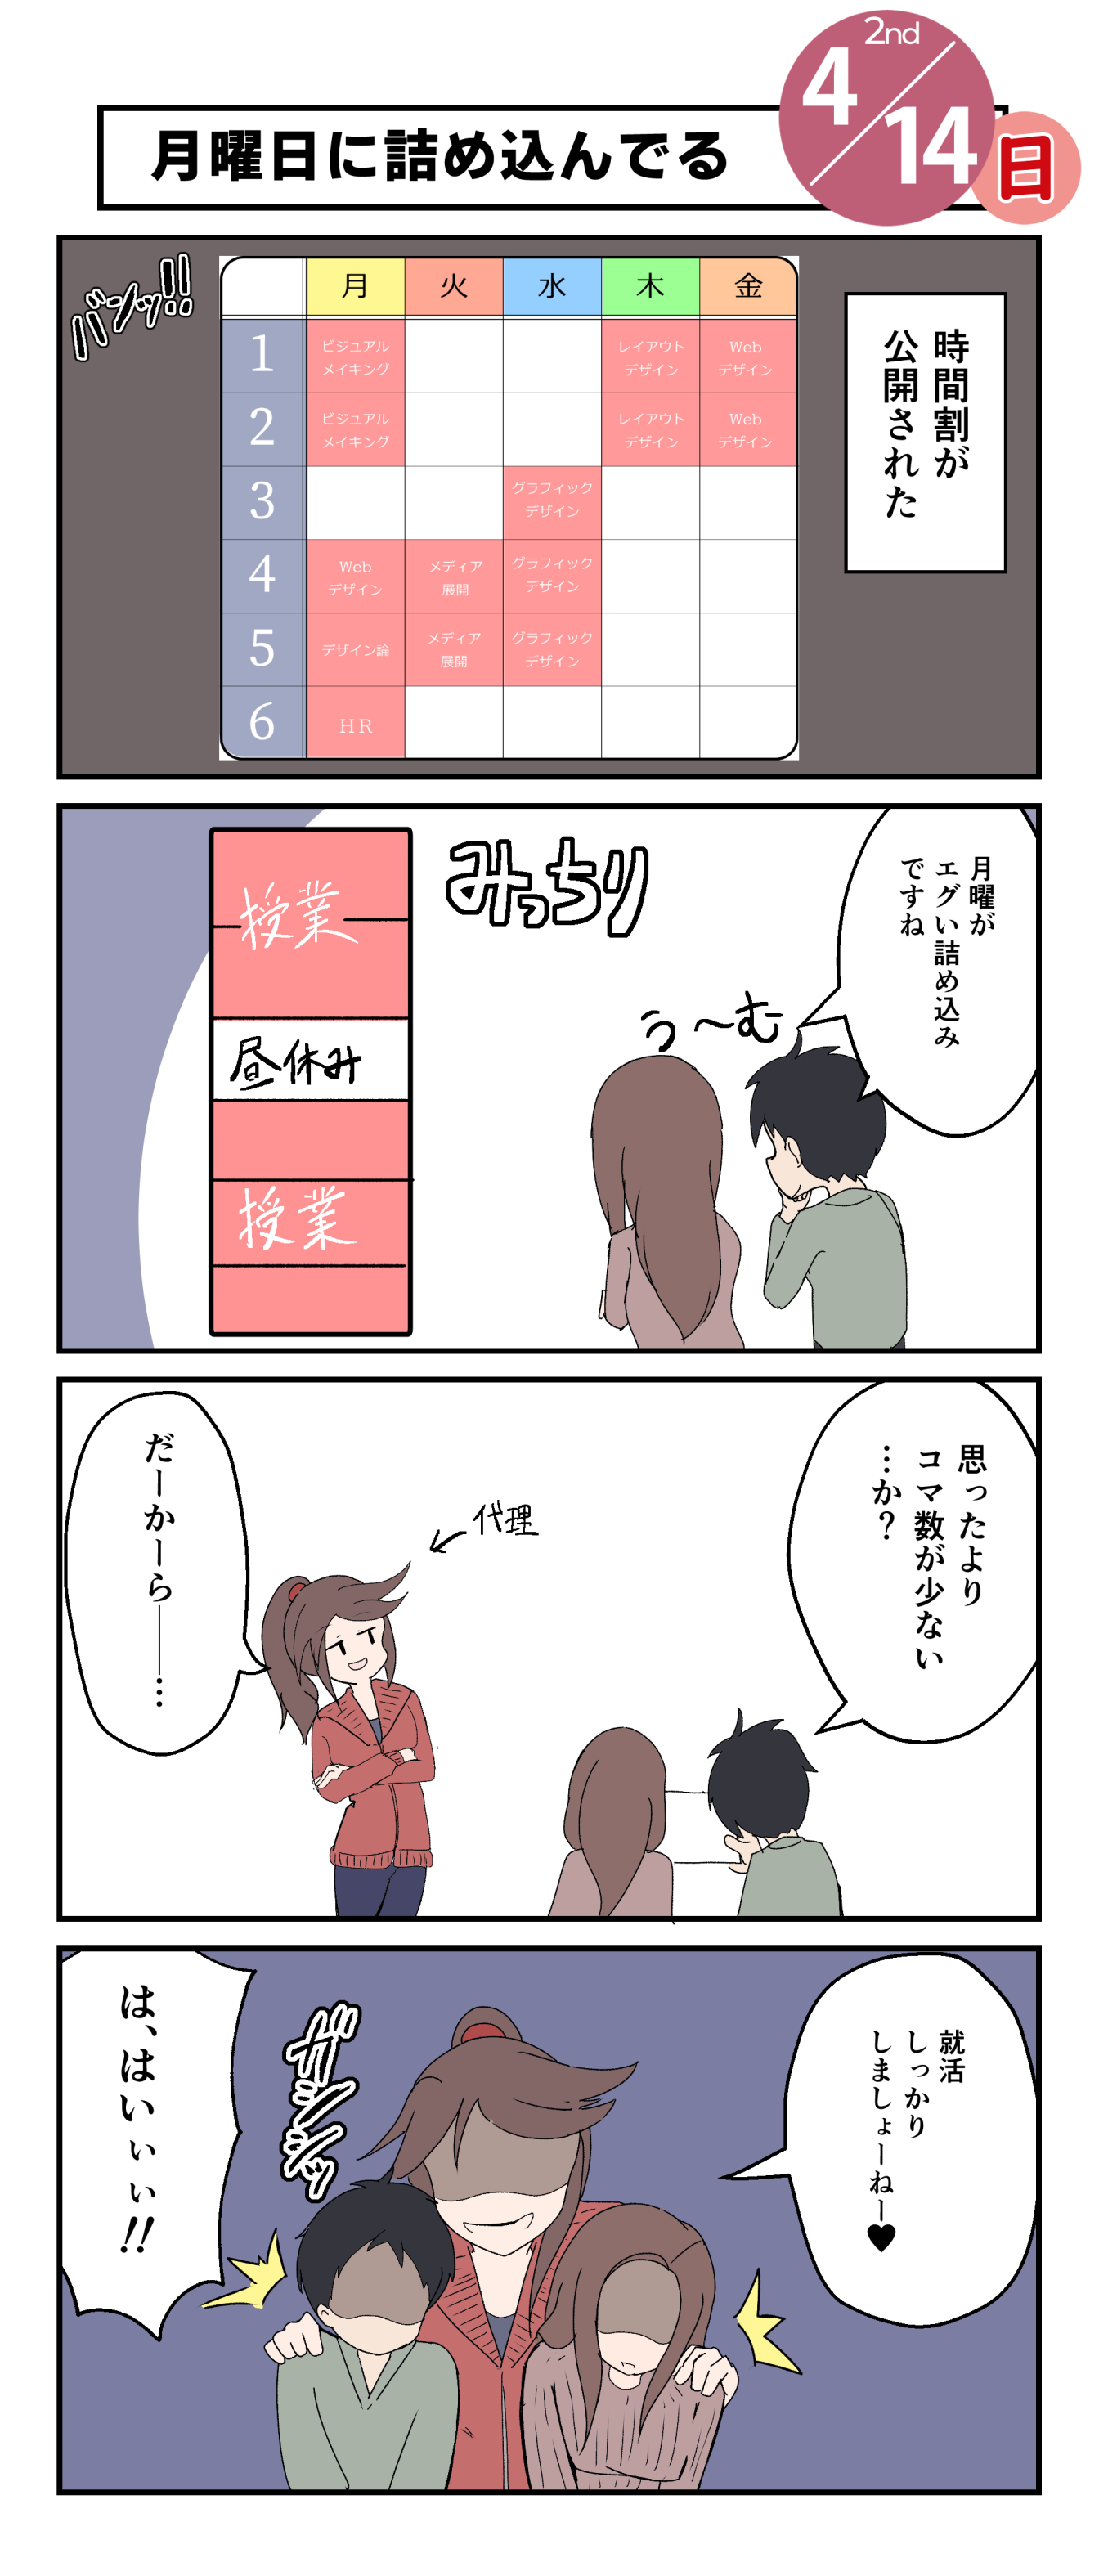 2nd
4/14
日
月曜日に詰め込んでる
時間割が
公開された
バンッ!!
月 火 水 木 金
1 ビジュアル レイアウト Web
メイキング デザイン デザイン
2 ビジュアル レイアウト Web
メイキング デザイン デザイン
3 グラフィック
デザイン
4 Web メディア グラフィック
デザイン 展開 デザイン
5 デザイン論 メディア グラフィック
展開 デザイン
6 HR
月曜が
エグい詰め込み
ですね
う〜む
みっちり
授業
昼休み
授業
思ったより
コマ数が少ない
…か?
代理
だーかーら――…
就活
しっかり
しましょーねー♥
ガシシッ
は、はいぃぃ!!